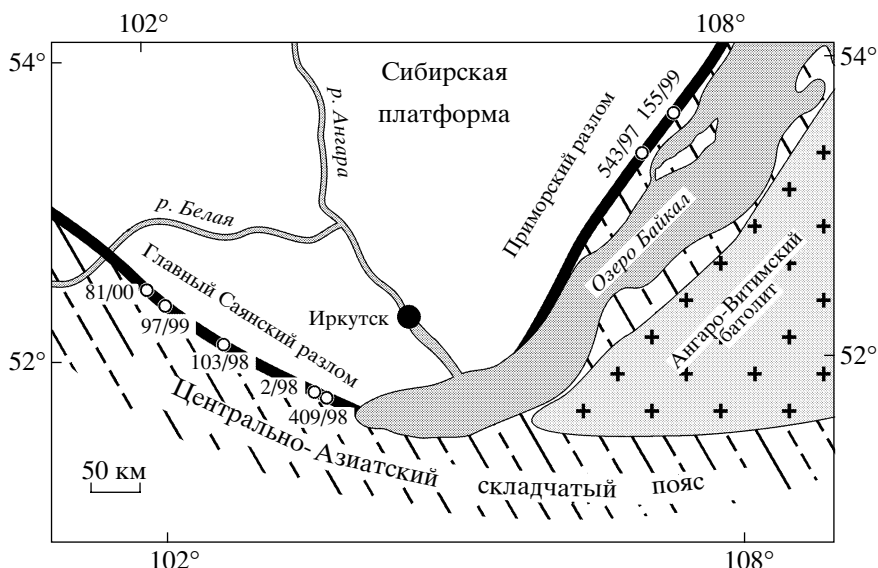 102°
108°
54°
54°
Сибирская
платформа
р. Ангара
р. Белая
Приморский разлом
543/97 155/99
Озеро Байкал
Ангаро-Витимский
батолит
Главный Саянский разлом
Иркутск
81/00
97/99
103/98
2/98
409/98
52°
52°
Центрально-Азиатский складчатый пояс
50 км
102°
108°